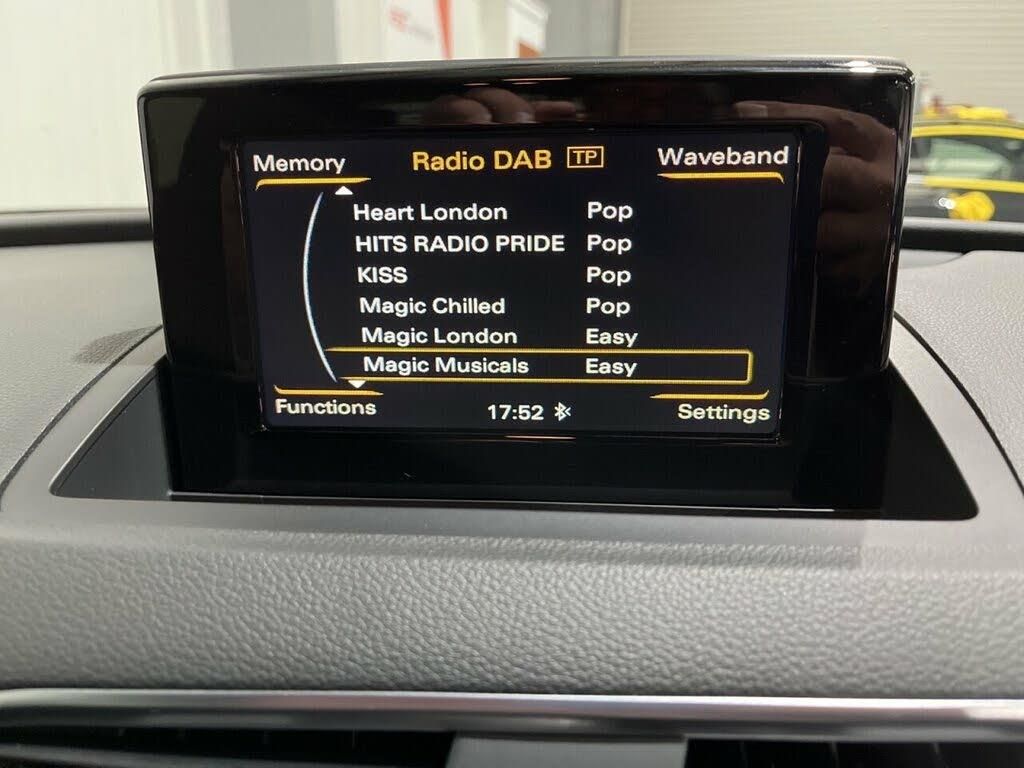 Memory Radio DAB TP Waveband
Heart London Pop
HITS RADIO PRIDE Pop
KISS Pop
Magic Chilled Pop
Magic London Easy
Magic Musicals Easy
Functions 17:52 Settings